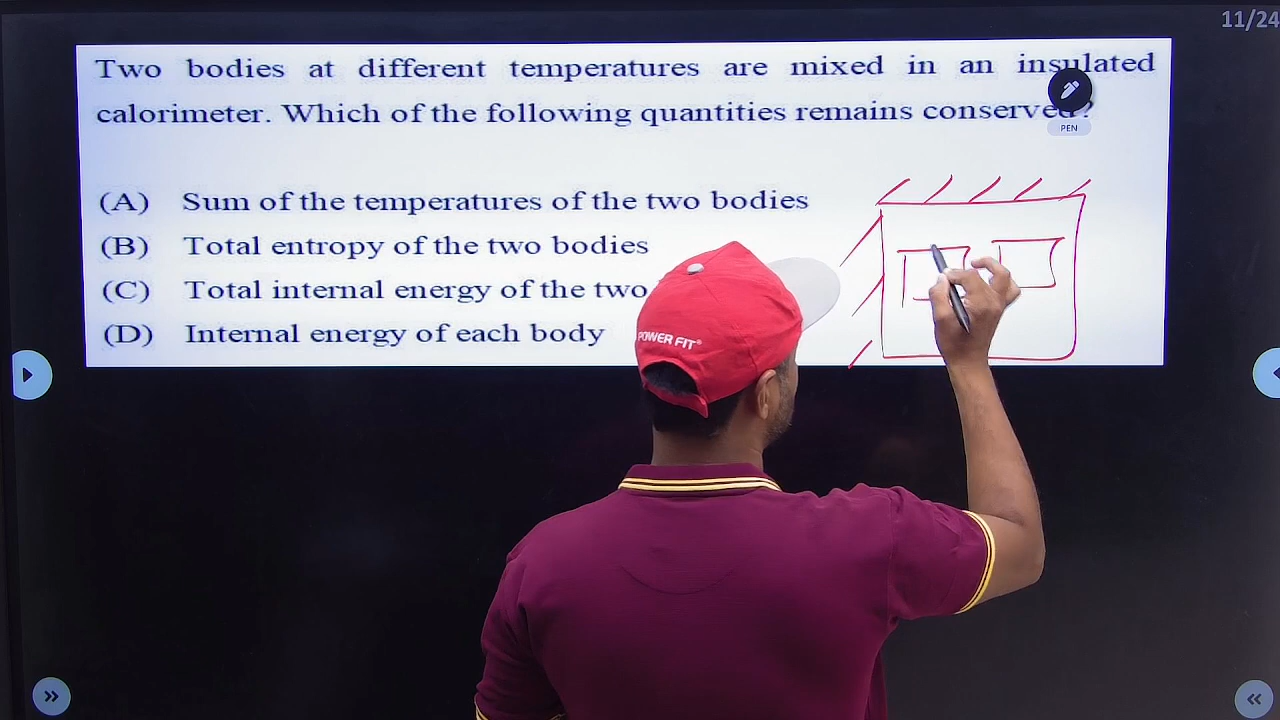 11/24
Two bodies at different temperatures are mixed in an insulated
calorimeter. Which of the following quantities remains conserved?
PEN
(A) Sum of the temperatures of the two bodies
(B) Total entropy of the two bodies
(C) Total internal energy of the two
(D) Internal energy of each body
POWER FIT®